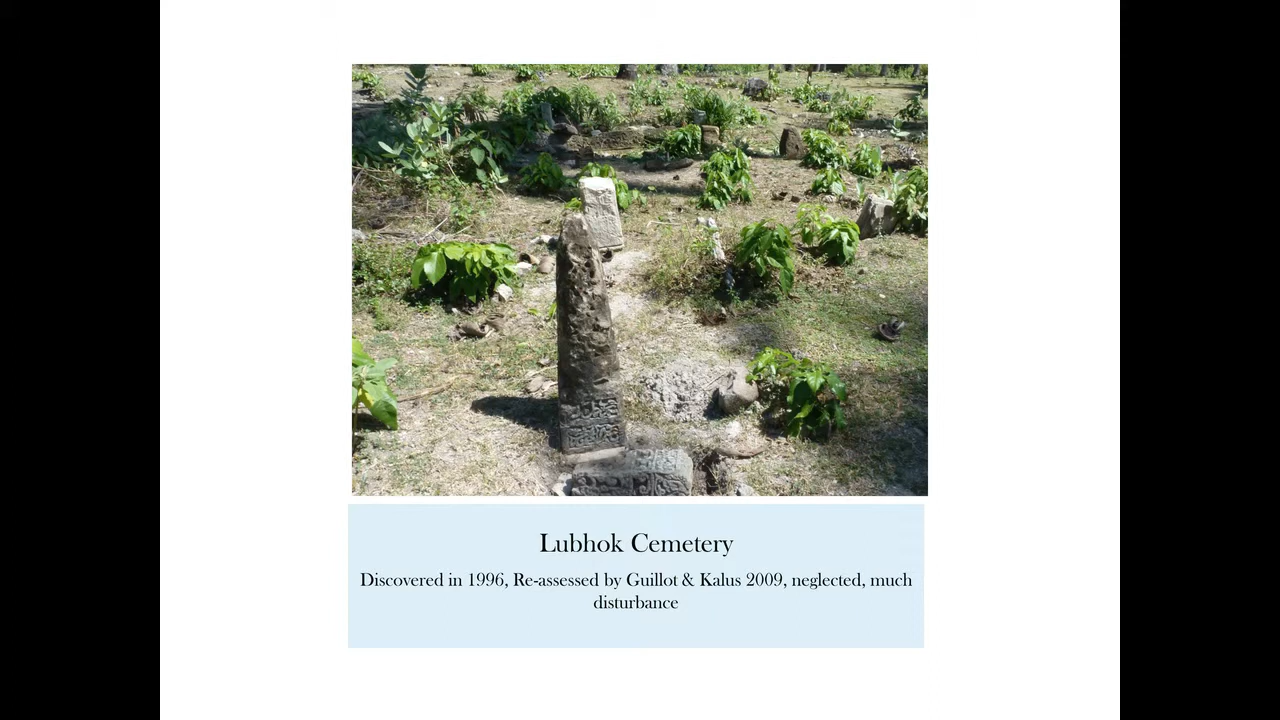 Lubhok Cemetery
Discovered in 1996, Re-assessed by Guillot & Kalus 2009, neglected, much
disturbance